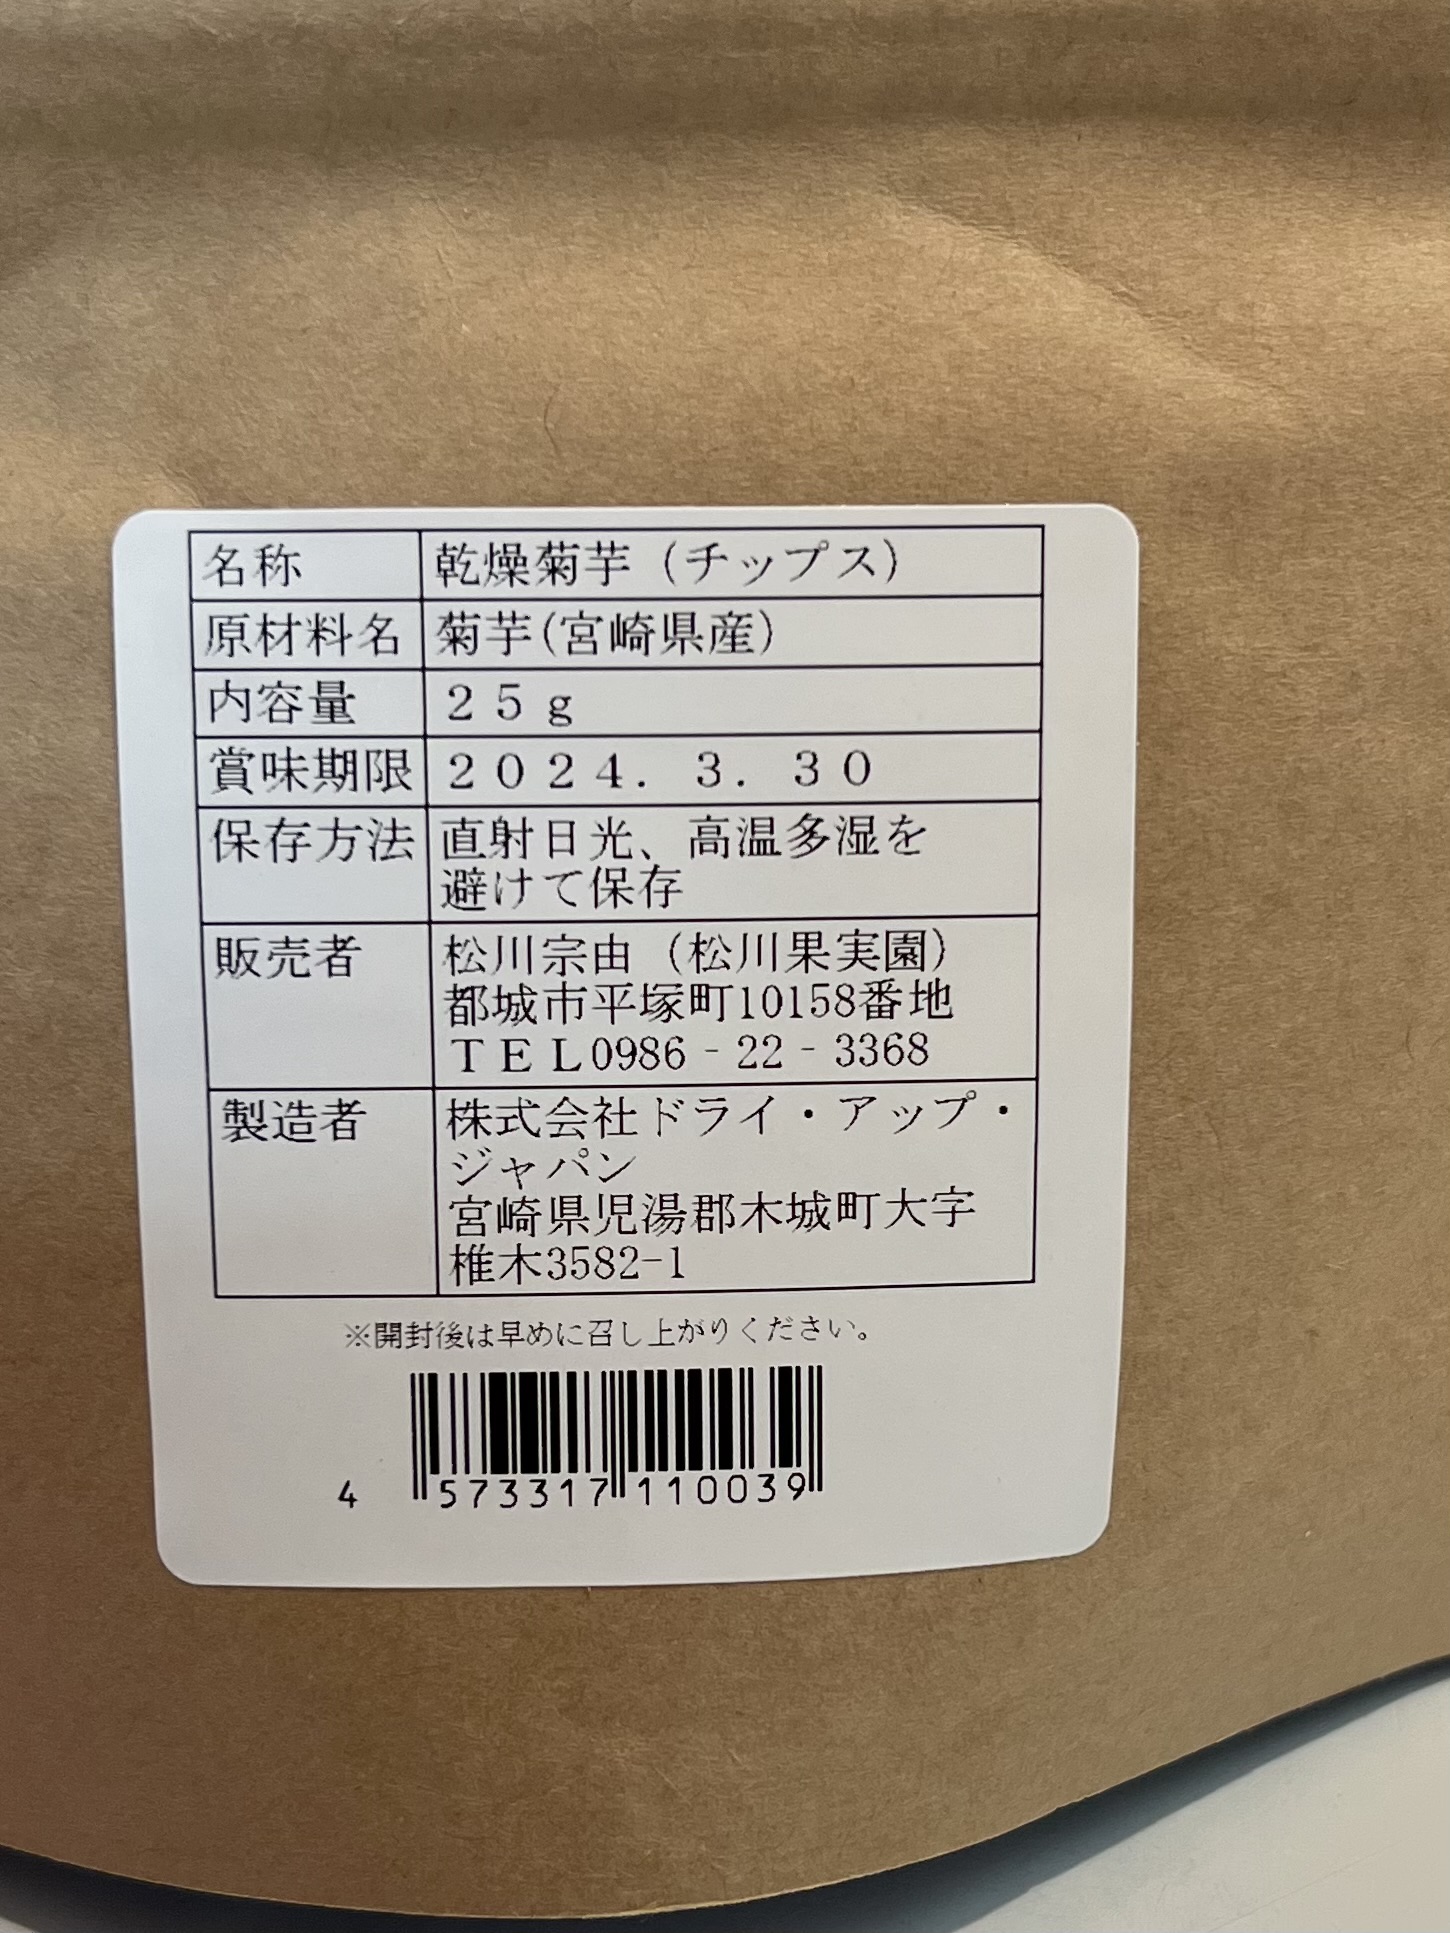 名称 乾燥菊芋（チップス）
原材料名 菊芋(宮崎県産)
内容量 ２５ｇ
賞味期限 ２０２４．３．３０
保存方法 直射日光、高温多湿を
避けて保存
販売者 松川宗由（松川果実園）
都城市平塚町10158番地
ＴＥＬ0986‐22‐3368
製造者 株式会社ドライ・アップ・
ジャパン
宮崎県児湯郡木城町大字
椎木3582-1
※開封後は早めに召し上がりください。
4 573317 110039